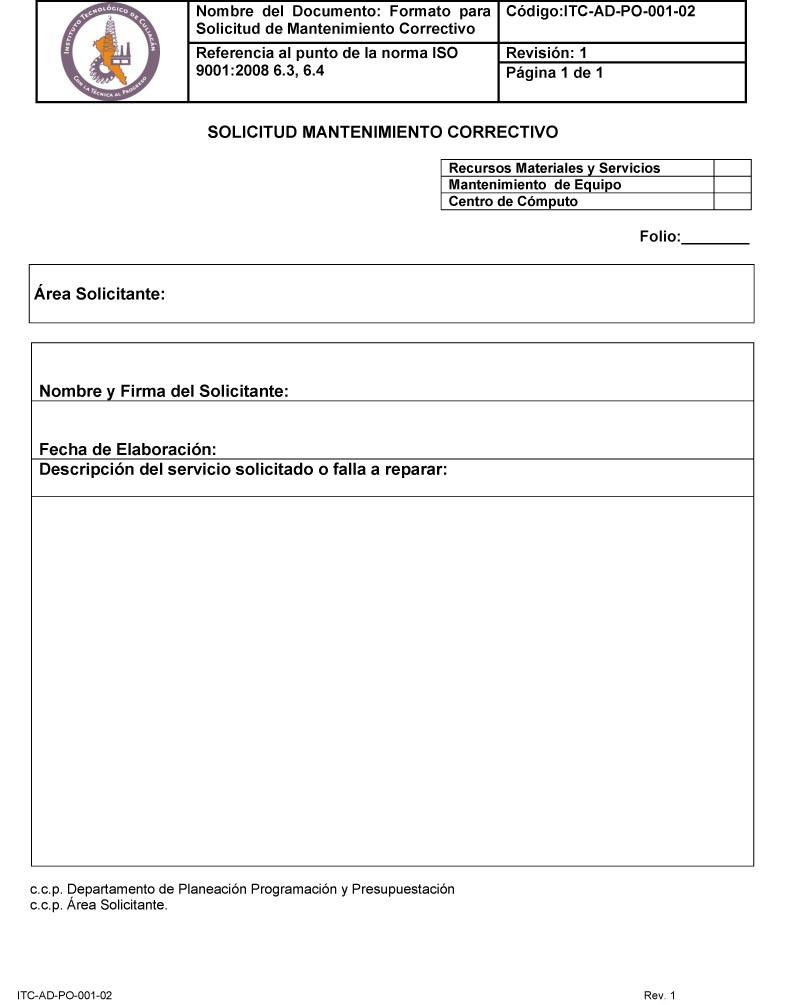 INSTITUTO TECNOLÓGICO DE CULIACÁN
CON LA TÉCNICA AL PROGRESO
Nombre del Documento: Formato para
Solicitud de Mantenimiento Correctivo
Código:ITC-AD-PO-001-02
Referencia al punto de la norma ISO
9001:2008 6.3, 6.4
Revisión: 1
Página 1 de 1
SOLICITUD MANTENIMIENTO CORRECTIVO
Recursos Materiales y Servicios
Mantenimiento de Equipo
Centro de Cómputo
Folio:________
Área Solicitante:
Nombre y Firma del Solicitante:
Fecha de Elaboración:
Descripción del servicio solicitado o falla a reparar:
c.c.p. Departamento de Planeación Programación y Presupuestación
c.c.p. Área Solicitante.
ITC-AD-PO-001-02
Rev. 1